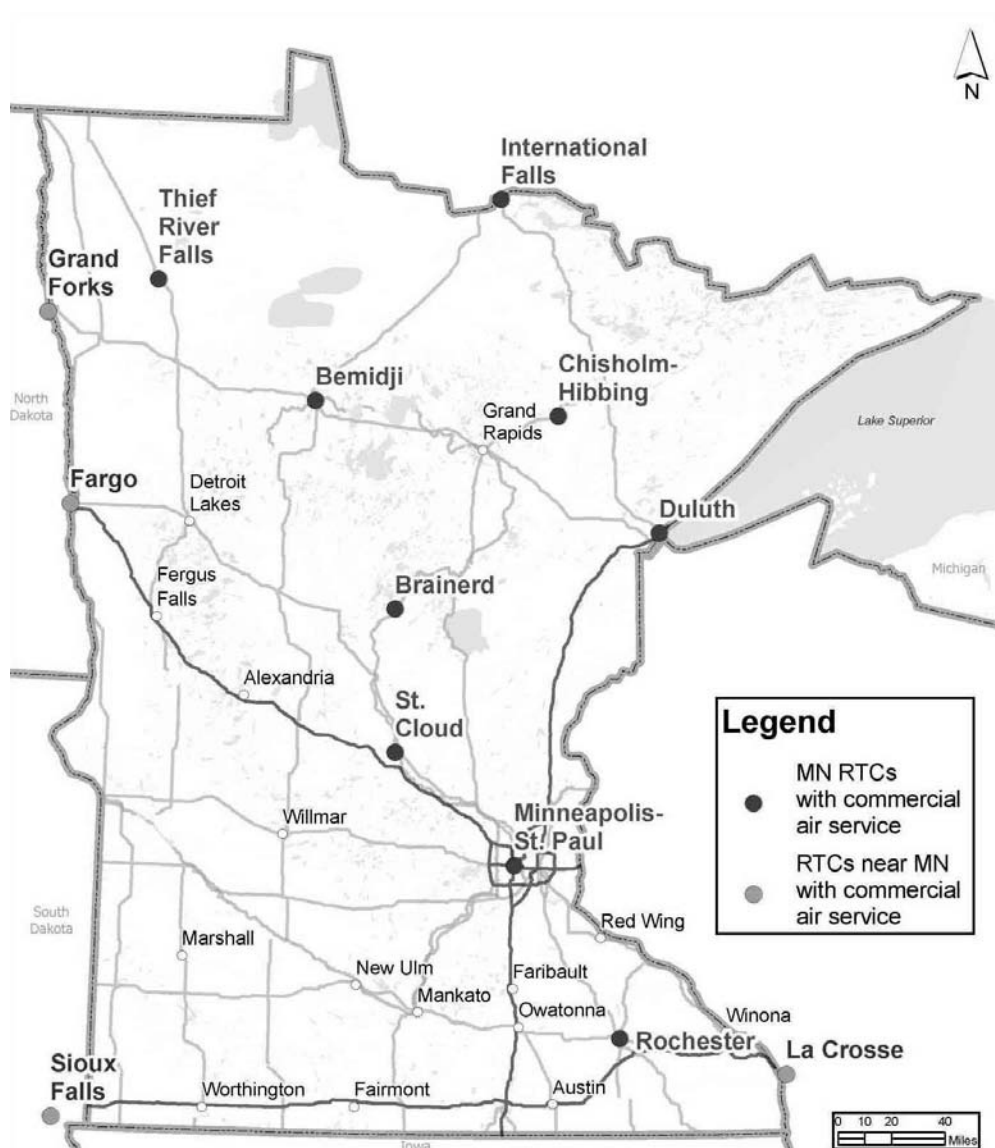 N
International
Falls
Thief
River
Falls
Grand
Forks
Bemidji
Chisholm-
Hibbing
Grand
Rapids
North
Dakota
Lake Superior
Fargo
Detroit
Lakes
Duluth
Michigan
Fergus
Falls
Brainerd
Alexandria
St.
Cloud
Legend
MN RTCs
with commercial
air service
RTCs near MN
with commercial
air service
Minneapolis-
St. Paul
Willmar
South
Dakota
Red Wing
Marshall
New Ulm
Faribault
Mankato
Owatonna
Winona
Rochester
La Crosse
Sioux
Falls
Worthington
Fairmont
Austin
0 10 20 40
Miles
Iowa